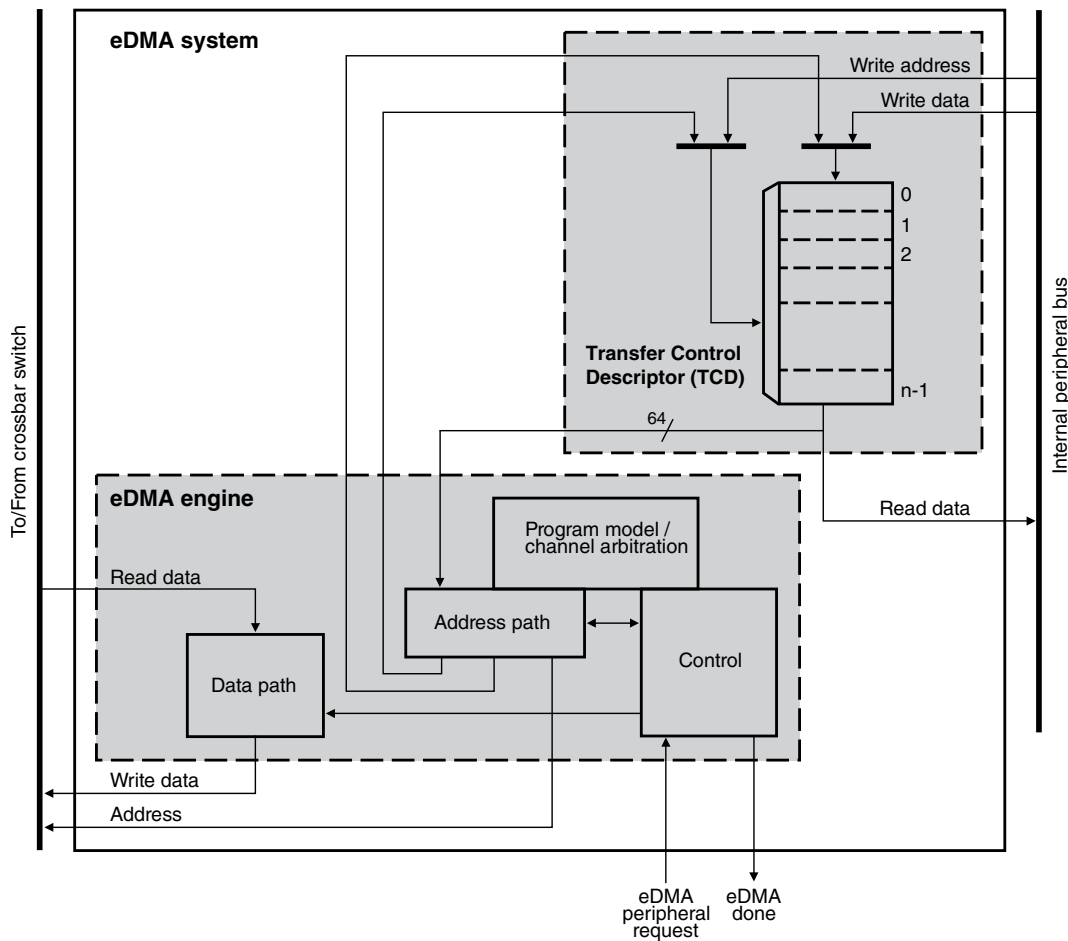 eDMA system
Write address
Write data
0
1
2
n-1
Transfer Control
Descriptor (TCD)
64
To/From crossbar switch
Internal peripheral bus
Read data
eDMA engine
Program model /
channel arbitration
Read data
Address path
Control
Data path
Write data
Address
eDMA
peripheral
request
eDMA
done